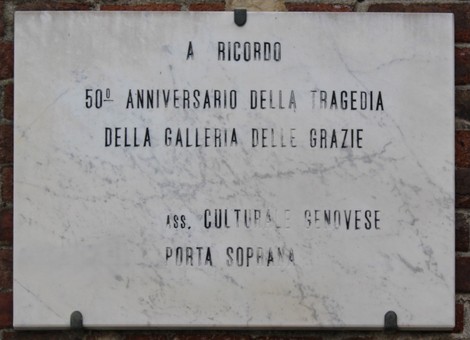 A RICORDO
50º ANNIVERSARIO DELLA TRAGEDIA
DELLA GALLERIA DELLE GRAZIE
ASS. CULTURALE GENOVESE
PORTA SOPRANA